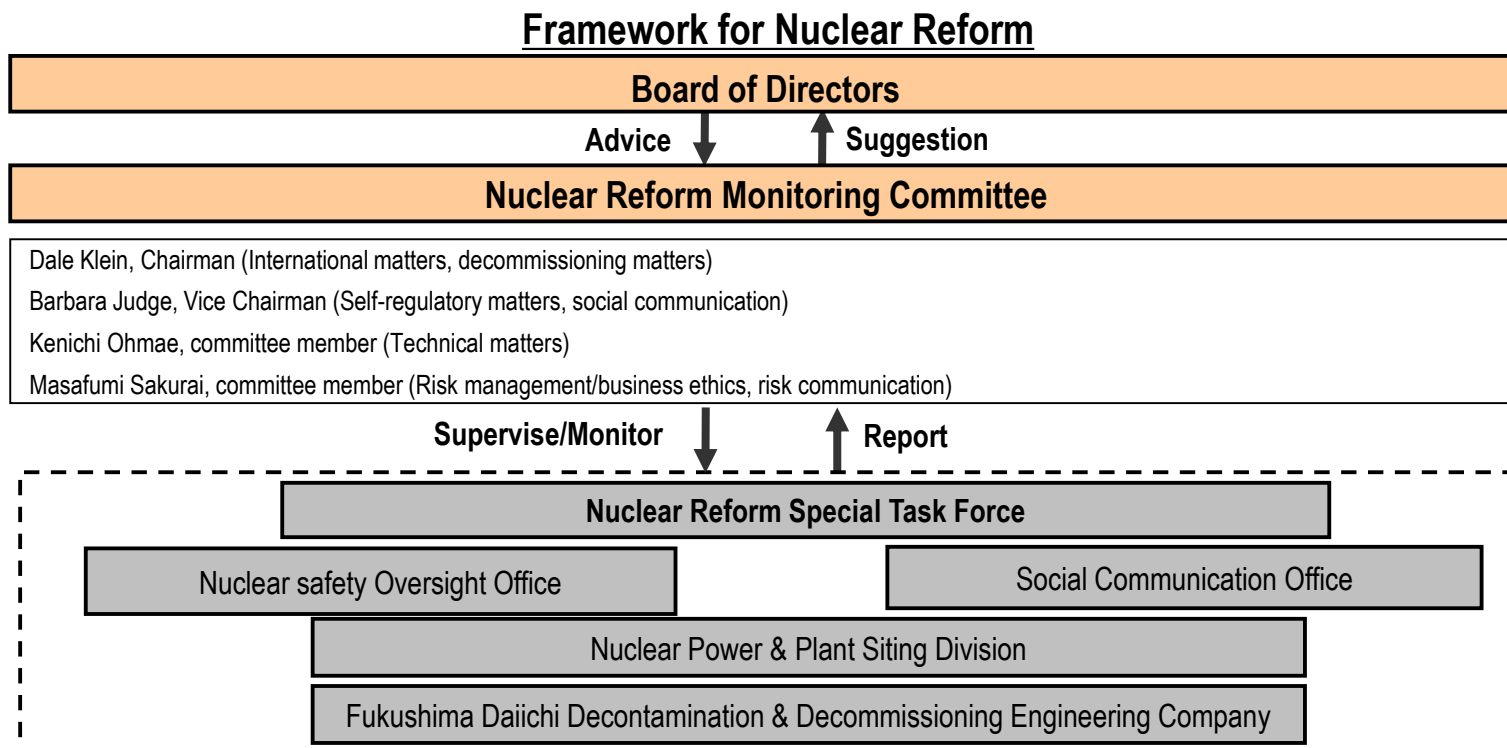 Framework for Nuclear Reform
Board of Directors
Advice Suggestion
Nuclear Reform Monitoring Committee
Dale Klein, Chairman (International matters, decommissioning matters)
Barbara Judge, Vice Chairman (Self-regulatory matters, social communication)
Kenichi Ohmae, committee member (Technical matters)
Masafumi Sakurai, committee member (Risk management/business ethics, risk communication)
Supervise/Monitor Report
Nuclear Reform Special Task Force
Nuclear safety Oversight Office Social Communication Office
Nuclear Power & Plant Siting Division
Fukushima Daiichi Decontamination & Decommissioning Engineering Company